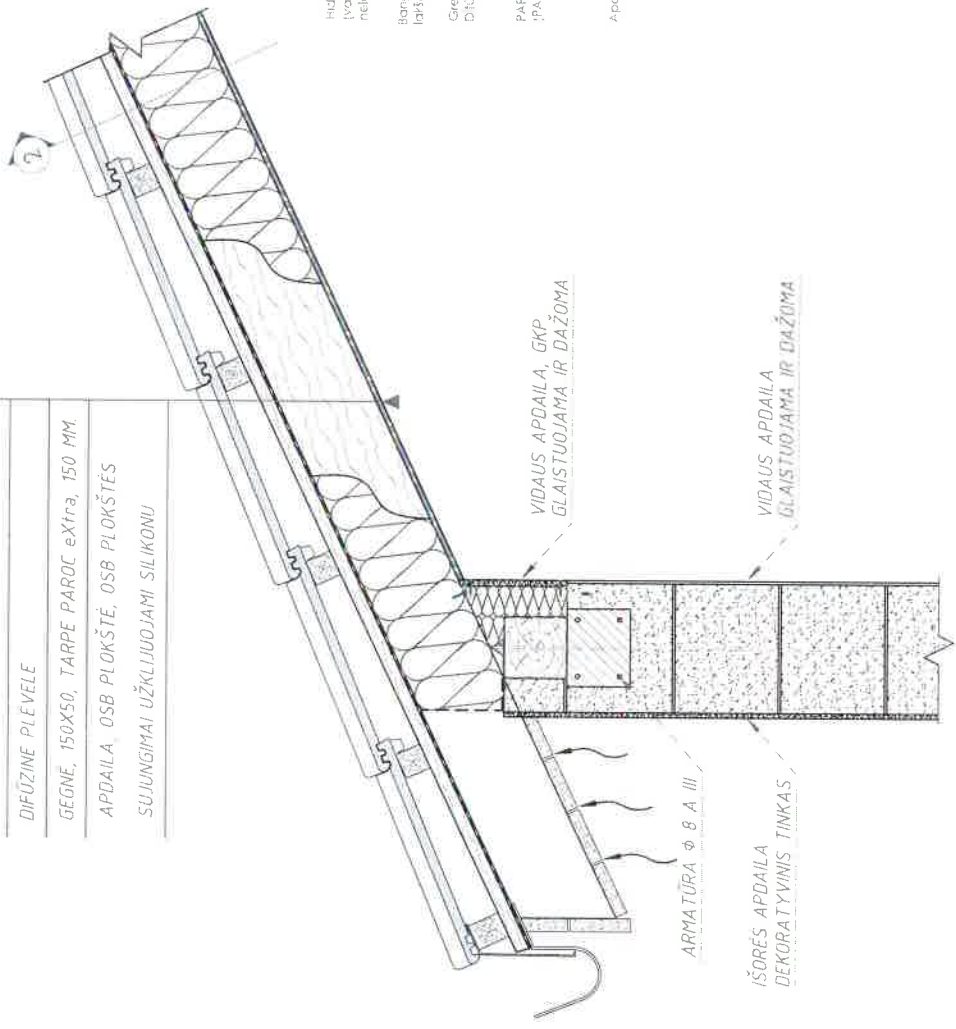 DIFŪZINĖ PLĖVELĖ
GEGNĖ, 150X50, TARPE PAROC eXtra, 150 MM.
APDAILA, OSB PLOKŠTĖ, OSB PLOKŠTĖS
SUJUNGIMAI UŽKLIJUOJAMI SILIKONU
2
VIDAUS APDAILA, GKP
GLAISTUOJAMA IR DAŽOMA
VIDAUS APDAILA
GLAISTUOJAMA IR DAŽOMA
ARMATŪRA Φ 8 A III
IŠORĖS APDAILA
DEKORATYVINIS TINKAS